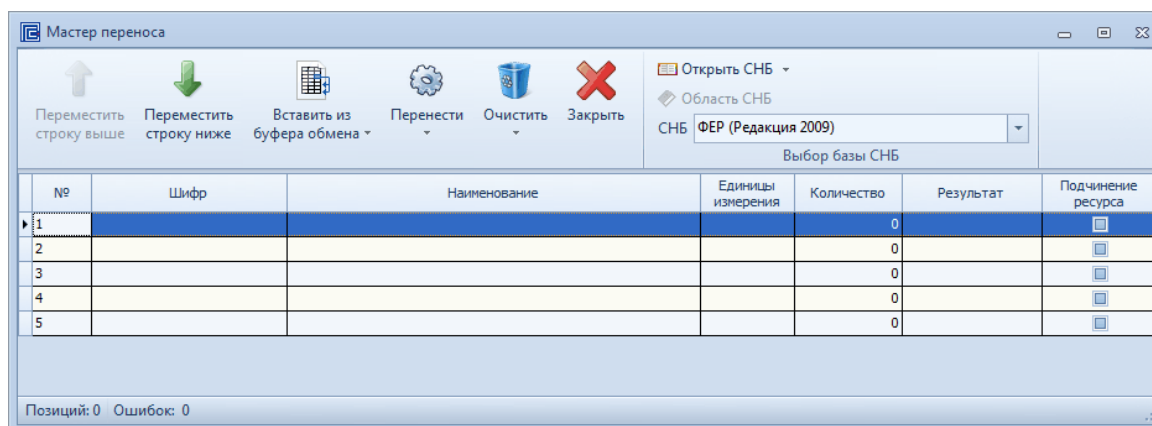 Мастер переноса
Переместить строку выше
Переместить строку ниже
Вставить из буфера обмена
Перенести
Очистить
Закрыть
Открыть СНБ
Область СНБ
СНБ ФЕР (Редакция 2009)
Выбор базы СНБ
№ Шифр Наименование Единицы измерения Количество Результат Подчинение ресурса
1 0
2 0
3 0
4 0
5 0
Позиций: 0 Ошибок: 0